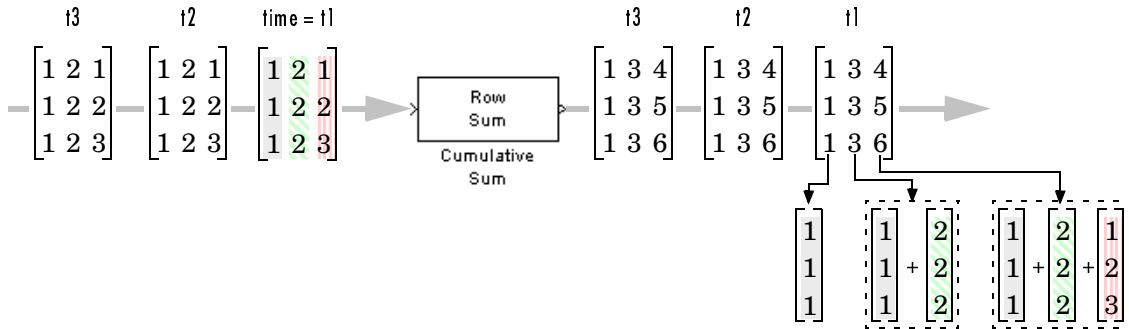 t3 t2 time = t1 t3 t2 t1
1 2 1 1 2 1 1 2 1 1 3 4 1 3 4 1 3 4
1 2 2 1 2 2 1 2 2 Row 1 3 5 1 3 5 1 3 5
Sum
1 2 3 1 2 3 1 2 3 1 3 6 1 3 6 1 3 6
Cumulative
Sum
1 1 2 1 2 1
1 1 + 2 1 + 2 + 2
1 1 2 1 2 3